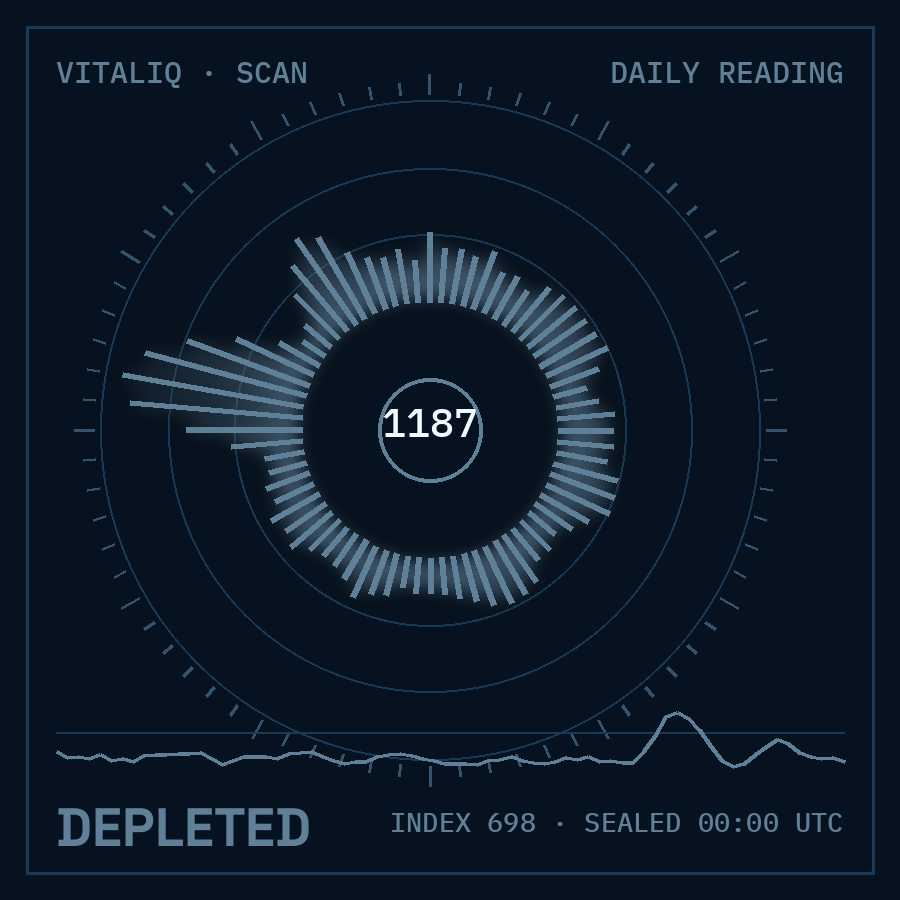 VITALIQ · SCAN
DAILY READING
1187
DEPLETED
INDEX 698 · SEALED 00:00 UTC